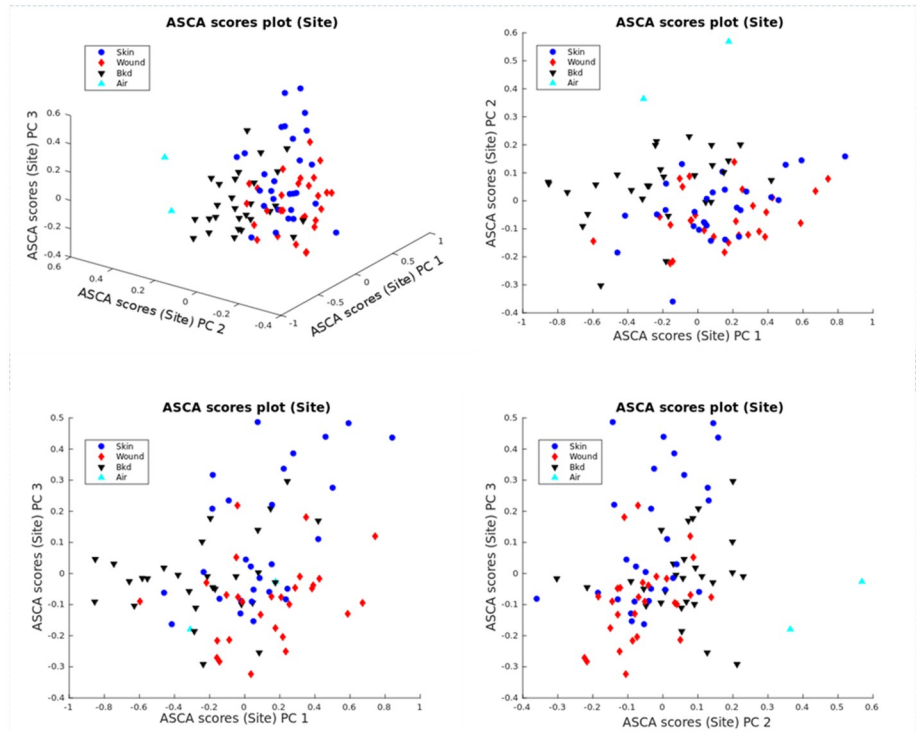 ASCA scores plot (Site)
Skin
Wound
Bkd
Air
ASCA scores (Site) PC 3
0.6
0.4
0.2
0
-0.2
-0.4
0.6
0.4
0.2
0
-0.2
-0.4
ASCA scores (Site) PC 2
-1
-0.5
0
0.5
1
ASCA scores (Site) PC 1
ASCA scores plot (Site)
Skin
Wound
Bkd
Air
ASCA scores (Site) PC 2
0.6
0.5
0.4
0.3
0.2
0.1
0
-0.1
-0.2
-0.3
-0.4
-1 -0.8 -0.6 -0.4 -0.2 0 0.2 0.4 0.6 0.8 1
ASCA scores (Site) PC 1
ASCA scores plot (Site)
Skin
Wound
Bkd
Air
ASCA scores (Site) PC 3
0.5
0.4
0.3
0.2
0.1
0
-0.1
-0.2
-0.3
-0.4
-1 -0.8 -0.6 -0.4 -0.2 0 0.2 0.4 0.6 0.8 1
ASCA scores (Site) PC 1
ASCA scores plot (Site)
Skin
Wound
Bkd
Air
ASCA scores (Site) PC 3
0.5
0.4
0.3
0.2
0.1
0
-0.1
-0.2
-0.3
-0.4
-0.4 -0.3 -0.2 -0.1 0 0.1 0.2 0.3 0.4 0.5 0.6
ASCA scores (Site) PC 2